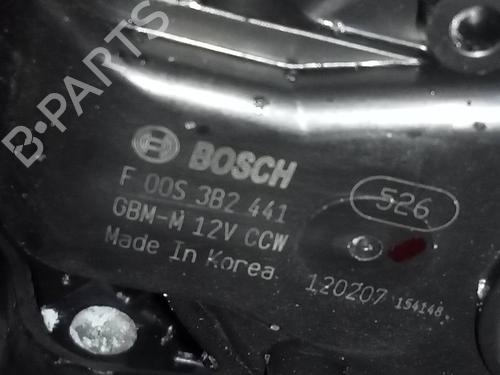 B-PARTS
BOSCH
F 00S 3B2 441
526
GBM-M 12V CCW
Made In Korea
120207 154148